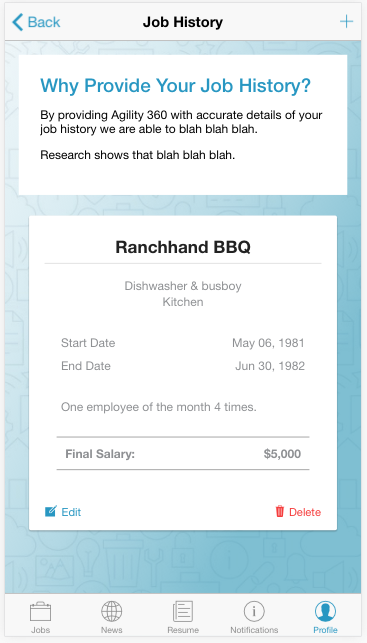 Back
Job History
Why Provide Your Job History?
By providing Agility 360 with accurate details of your
job history we are able to blah blah blah.
Research shows that blah blah blah.
Ranchhand BBQ
Dishwasher & busboy
Kitchen
Start Date May 06, 1981
End Date Jun 30, 1982
One employee of the month 4 times.
Final Salary: $5,000
Edit Delete
Jobs News Resume Notifications Profile